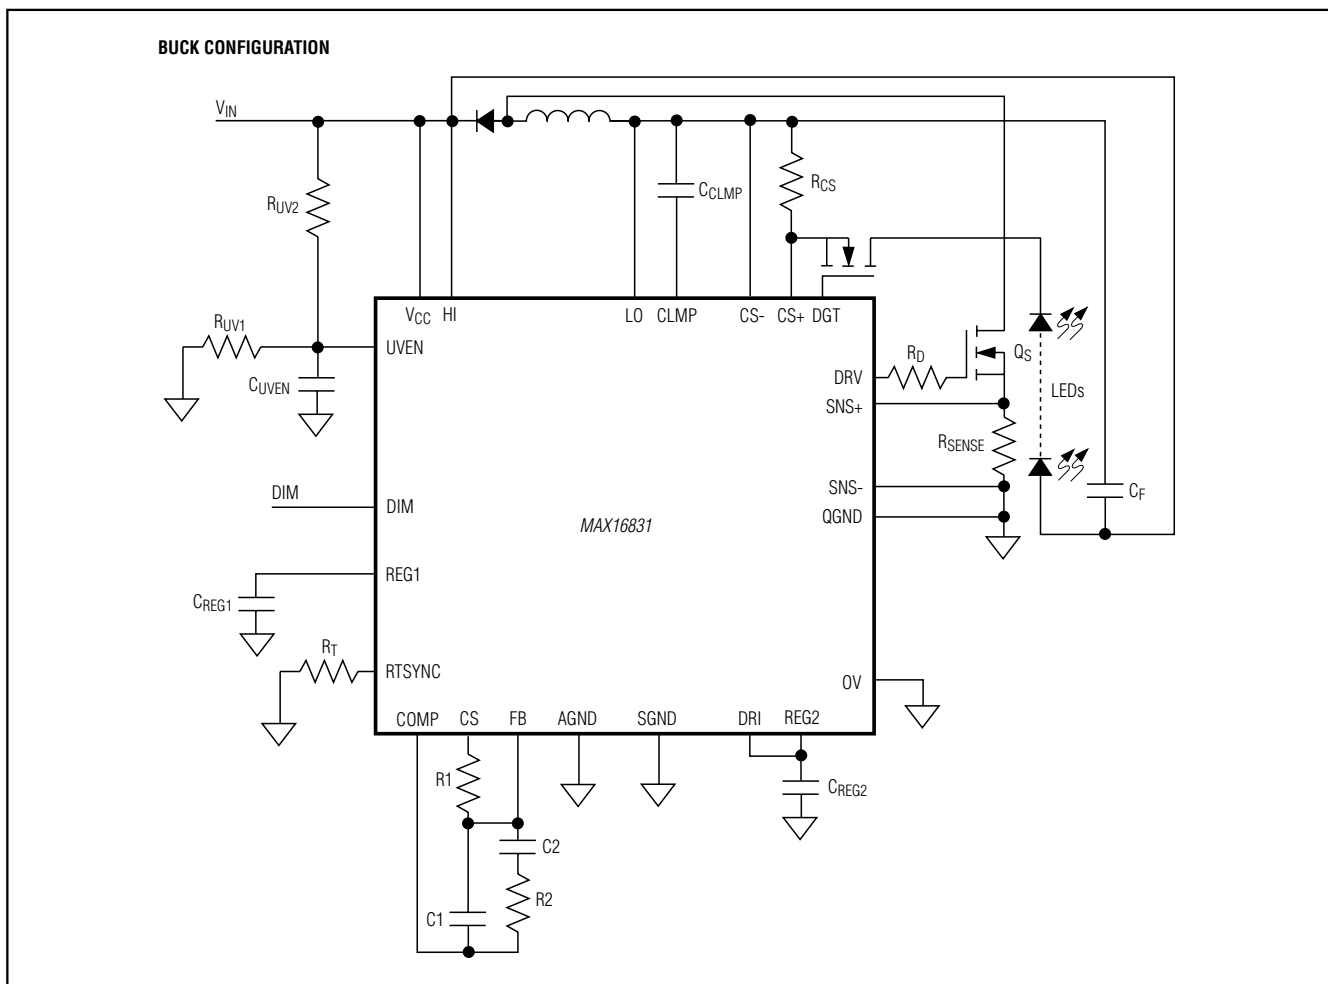 BUCK CONFIGURATION
VIN
RUV2
CCLMP
RCS
RUV1
VCC HI LO CLMP CS- CS+ DGT
UVEN
CUVEN
DRV
RD
QS
SNS+
LEDs
RSENSE
SNS-
CF
DIM
DIM
QGND
MAX16831
REG1
CREG1
RT
RTSYNC
OV
COMP CS FB AGND SGND DRI REG2
R1
CREG2
C2
R2
C1